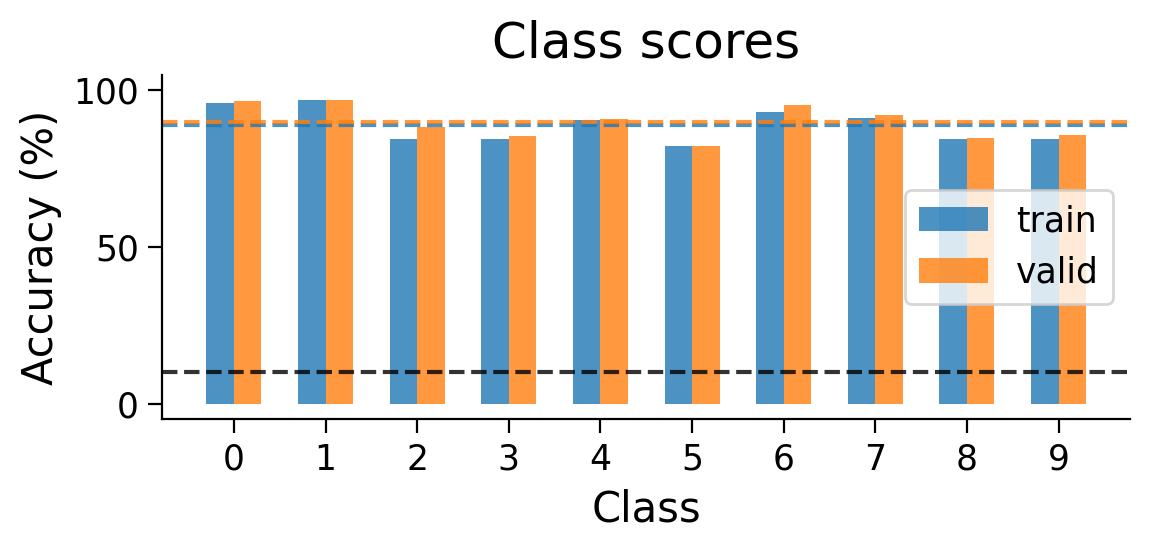 Class scores
Accuracy (%)
100
50
0
train
valid
0 1 2 3 4 5 6 7 8 9
Class